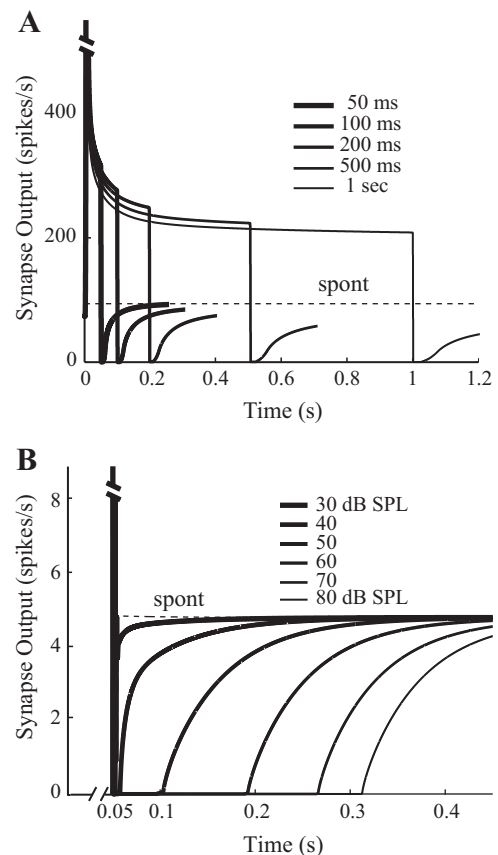 A
Synapse Output (spikes/s)
400
200
0
50 ms
100 ms
200 ms
500 ms
1 sec
spont
0 0.2 0.4 0.6 0.8 1 1.2
Time (s)
B
Synapse Output (spikes/s)
8
6
4
2
0
30 dB SPL
40
50
60
70
80 dB SPL
spont
0.05 0.1 0.2 0.3 0.4
Time (s)